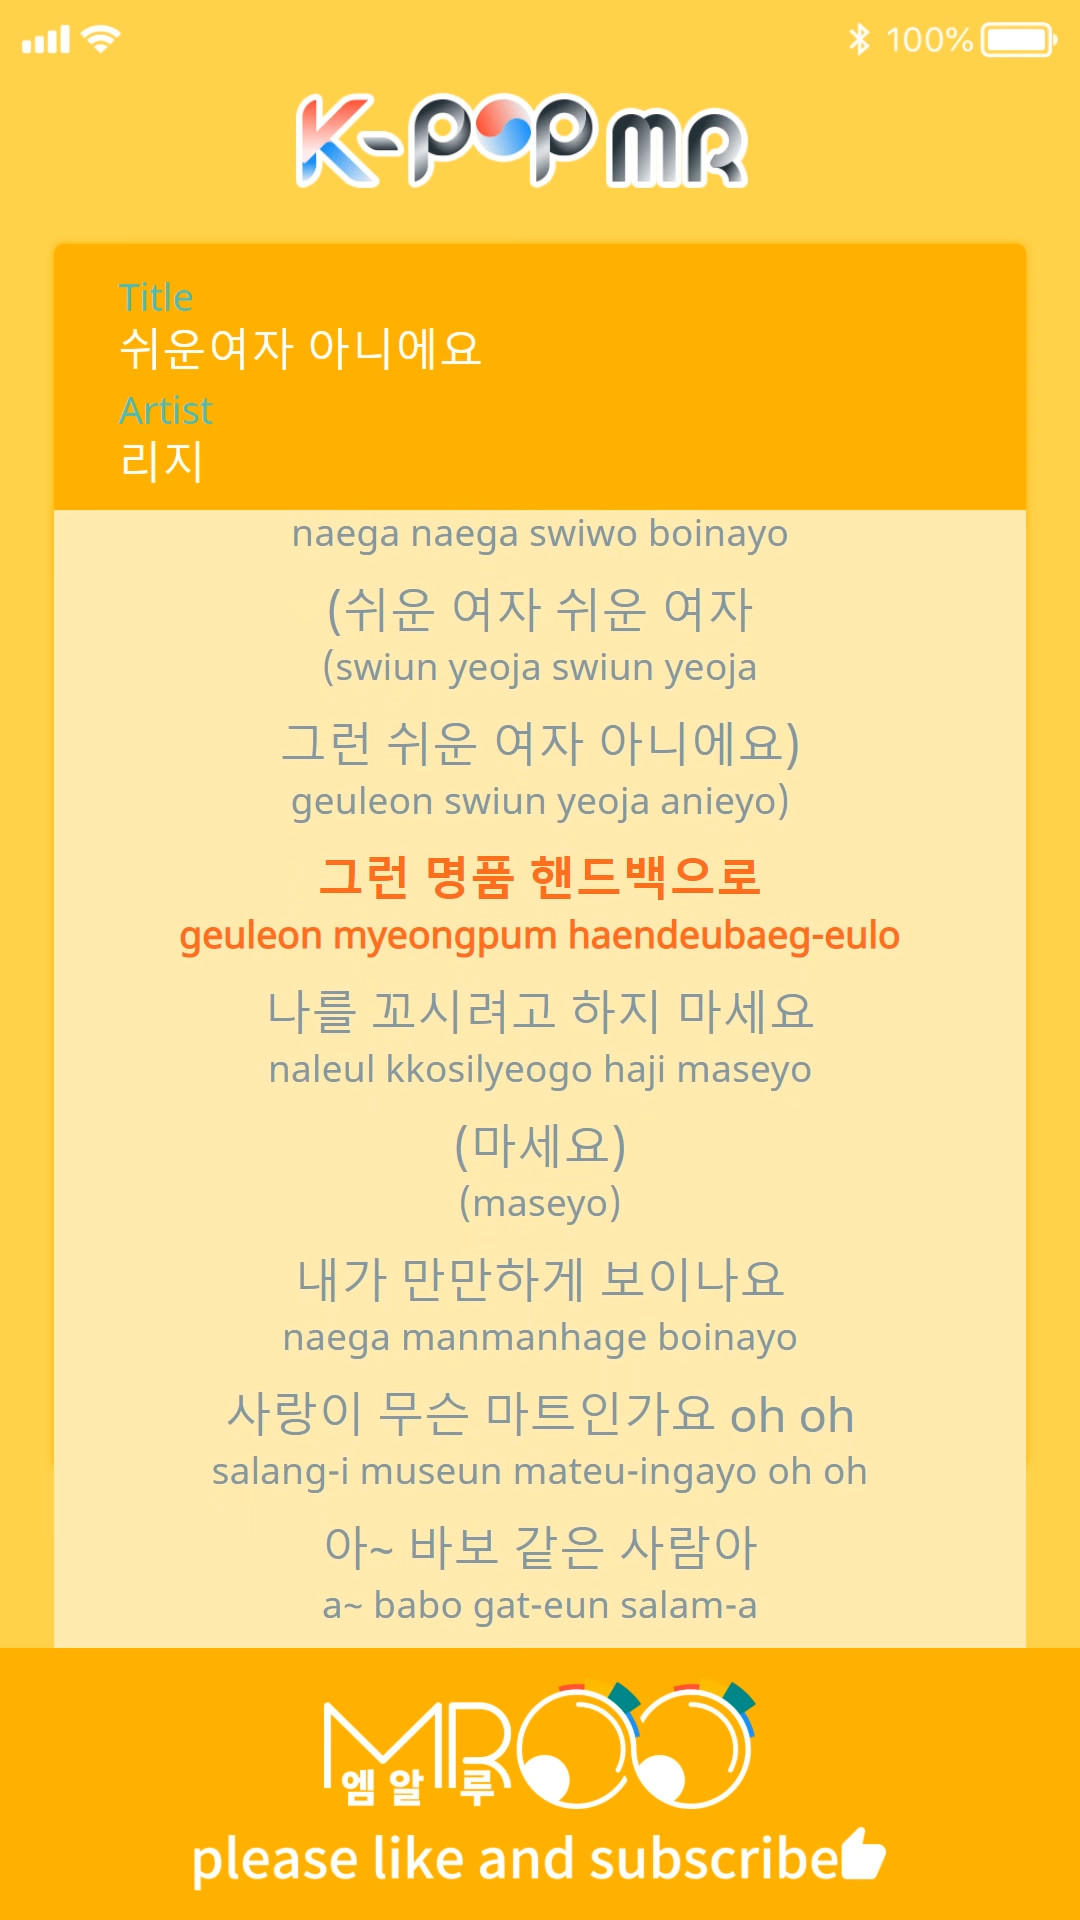 100%
K-POP MR
Title
쉬운여자 아니에요
Artist
리지
naega naega swiwo boinayo
(쉬운 여자 쉬운 여자
(swiun yeoja swiun yeoja
그런 쉬운 여자 아니에요)
geuleon swiun yeoja anieyo)
그런 명품 핸드백으로
geuleon myeongpum haendeubaeg-eulo
나를 꼬시려고 하지 마세요
naleul kkosilyeogo haji maseyo
(마세요)
(maseyo)
내가 만만하게 보이나요
naega manmanhage boinayo
사랑이 무슨 마트인가요 oh oh
salang-i museun mateu-ingayo oh oh
아~ 바보 같은 사람아
a~ babo gat-eun salam-a
MROO
엠 알 루
please like and subscribe